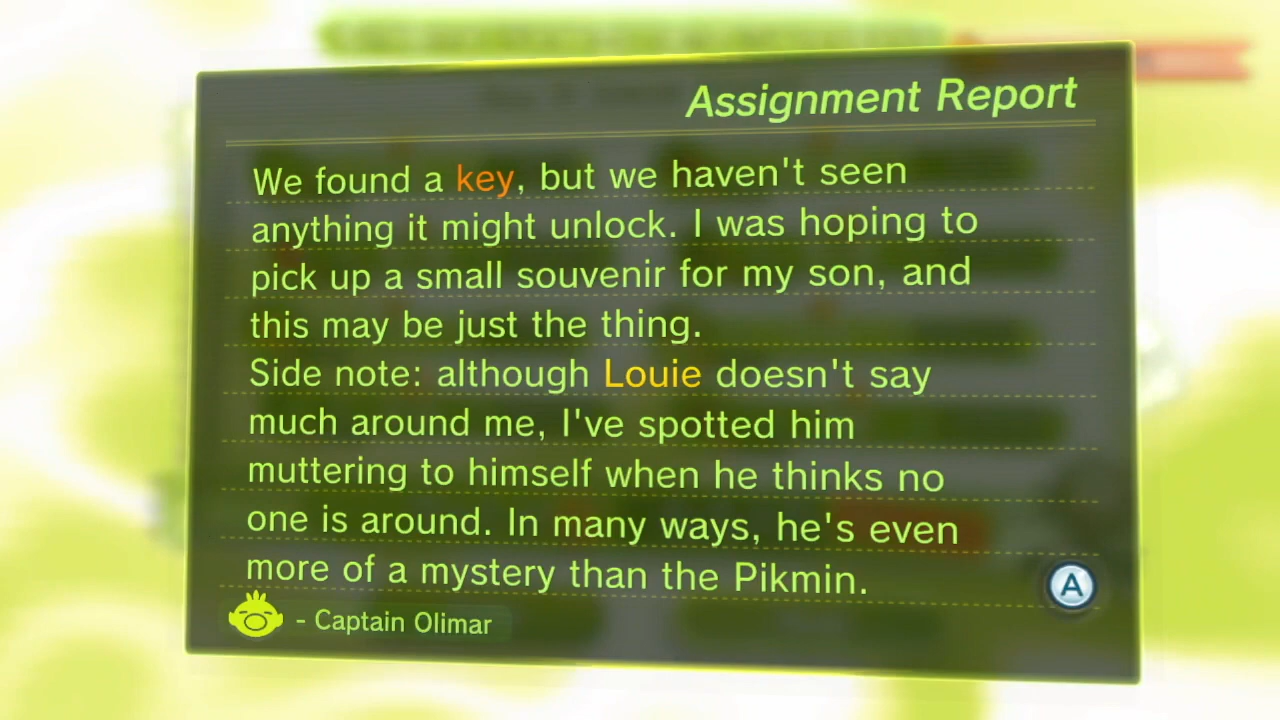 Assignment Report
We found a key, but we haven't seen
anything it might unlock. I was hoping to
pick up a small souvenir for my son, and
this may be just the thing.
Side note: although Louie doesn't say
much around me, I've spotted him
muttering to himself when he thinks no
one is around. In many ways, he's even
more of a mystery than the Pikmin.
A
- Captain Olimar